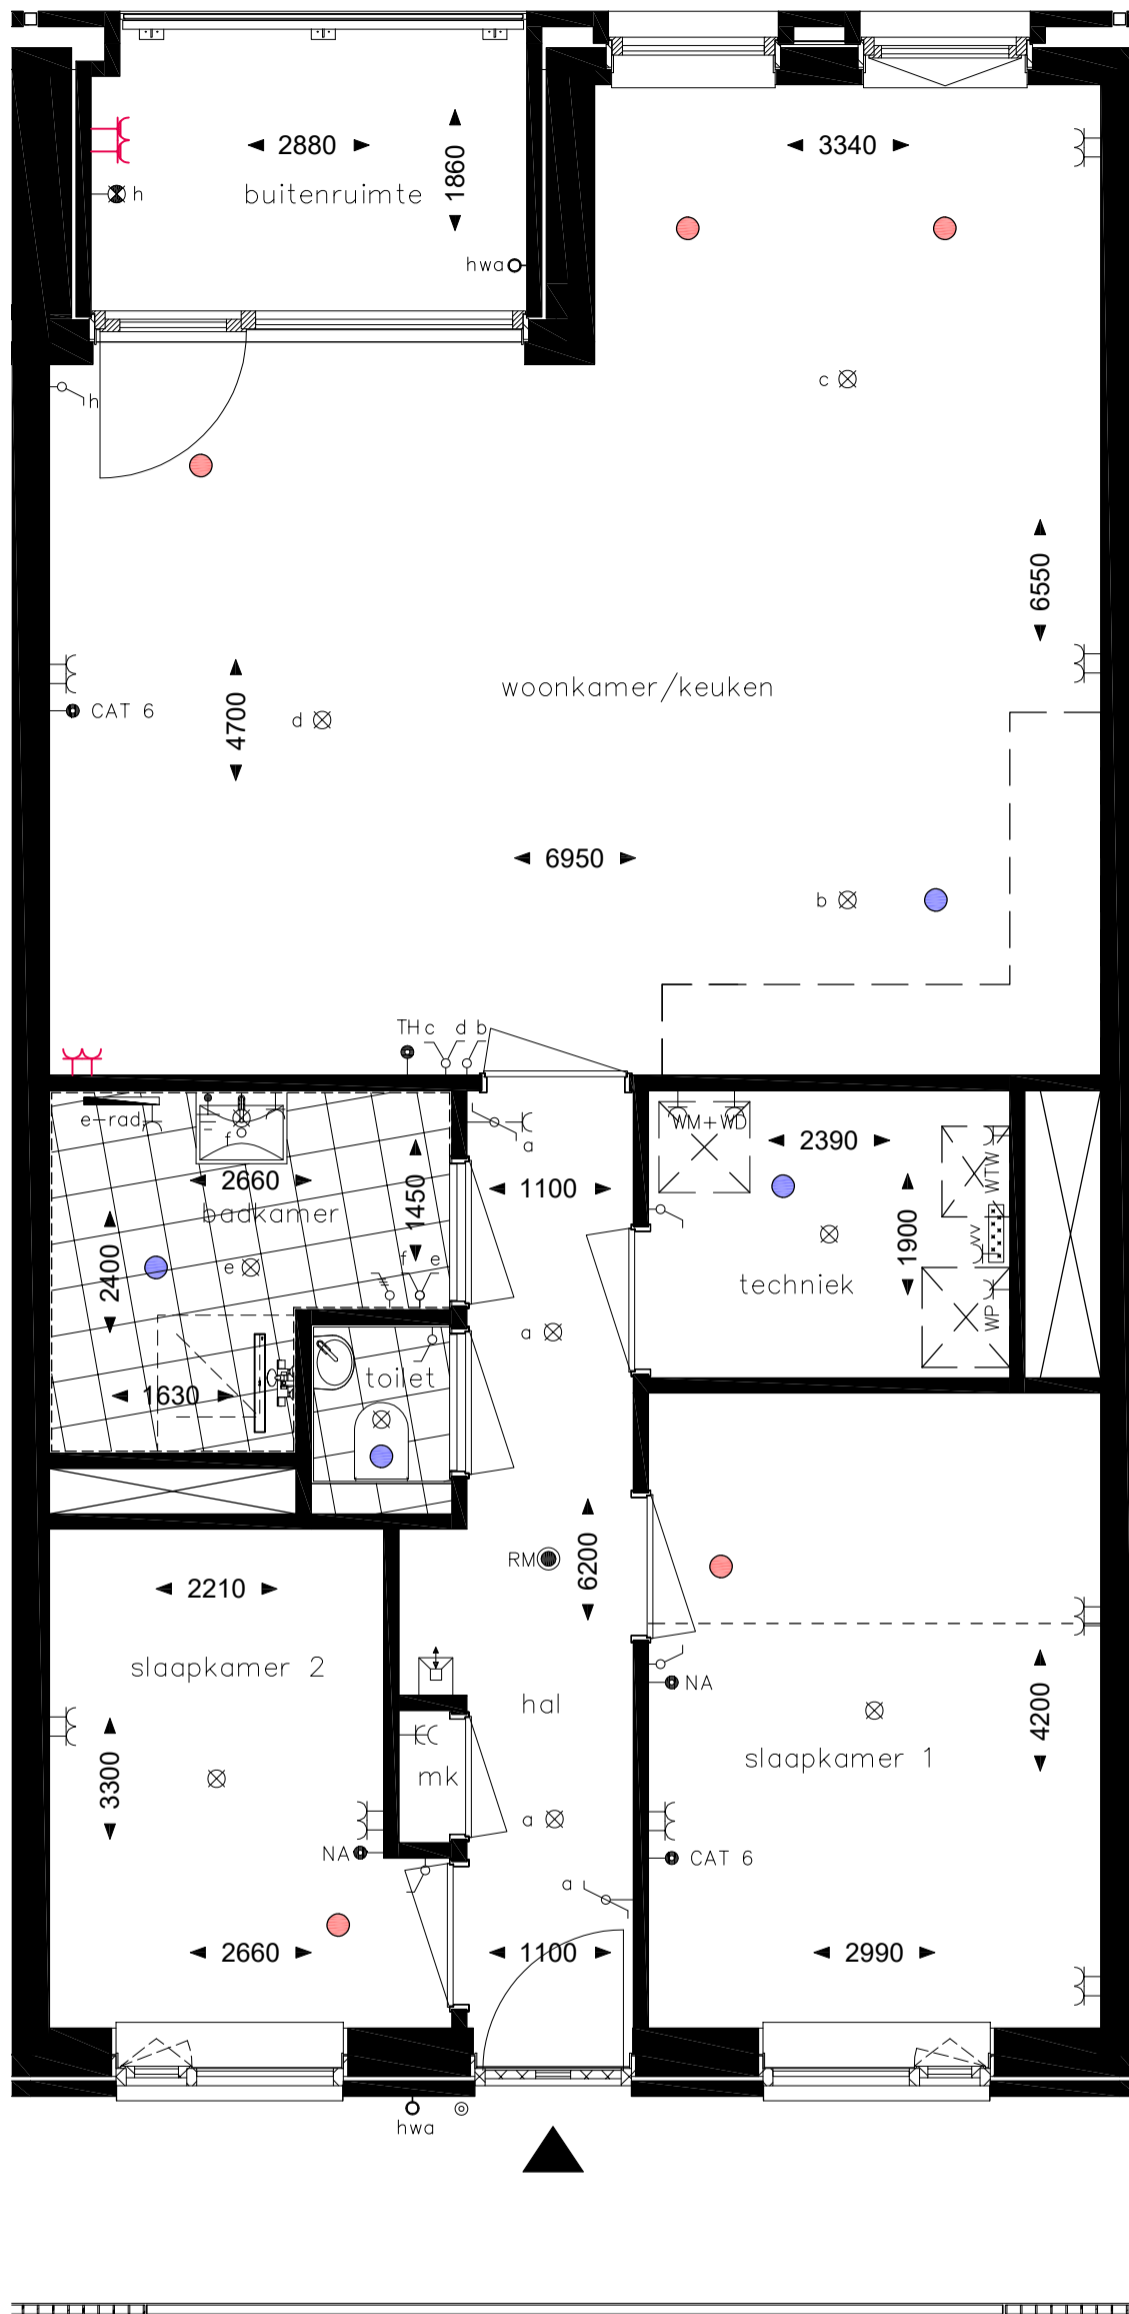 2880
1860
3340
h
buitenruimte
hwa
c
h
6550
woonkamer/keuken
CAT 6
4700
d
6950
b
TH c d b
e-rad
f
WM+WD
a
2390
2660
1450
1100
badkamer
WTW
2400
1900
e
f e
vv
techniek
WP
a
toilet
1630
RM
6200
2210
slaapkamer 2
NA
hal
4200
slaapkamer 1
mk
3300
a
NA
CAT 6
a
2660
1100
2990
hwa